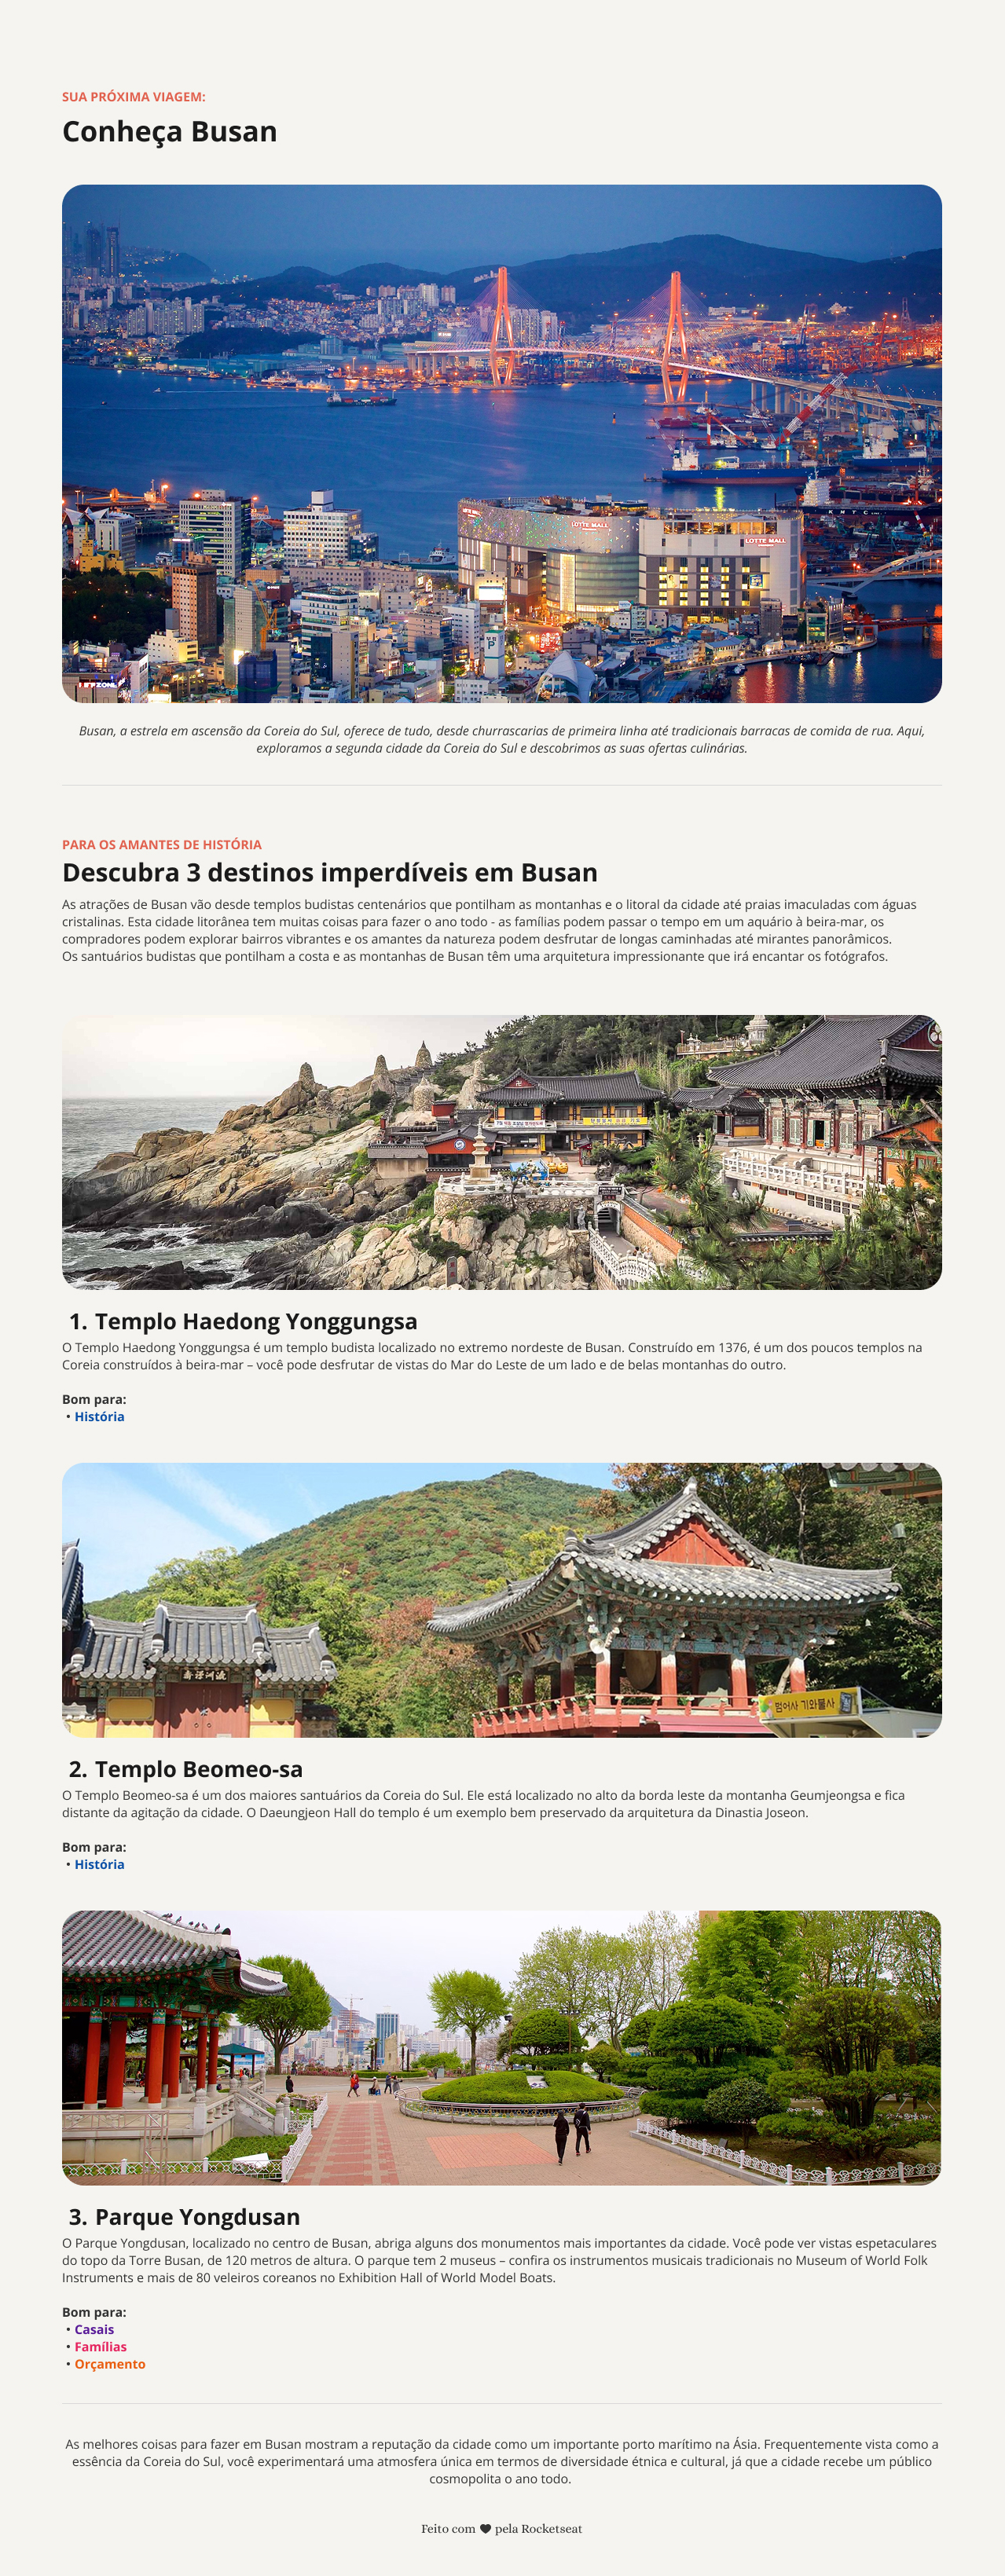 SUA PRÓXIMA VIAGEM:
Conheça Busan
LOTTE MALL
LOTTE MALL
Busan, a estrela em ascensão da Coreia do Sul, oferece de tudo, desde churrascarias de primeira linha até tradicionais barracas de comida de rua. Aqui,
exploramos a segunda cidade da Coreia do Sul e descobrimos as suas ofertas culinárias.
PARA OS AMANTES DE HISTÓRIA
Descubra 3 destinos imperdíveis em Busan
As atrações de Busan vão desde templos budistas centenários que pontilham as montanhas e o litoral da cidade até praias imaculadas com águas
cristalinas. Esta cidade litorânea tem muitas coisas para fazer o ano todo - as famílias podem passar o tempo em um aquário à beira-mar, os
compradores podem explorar bairros vibrantes e os amantes da natureza podem desfrutar de longas caminhadas até mirantes panorâmicos.
Os santuários budistas que pontilham a costa e as montanhas de Busan têm uma arquitetura impressionante que irá encantar os fotógrafos.
1. Templo Haedong Yonggungsa
O Templo Haedong Yonggungsa é um templo budista localizado no extremo nordeste de Busan. Construído em 1376, é um dos poucos templos na
Coreia construídos à beira-mar – você pode desfrutar de vistas do Mar do Leste de um lado e de belas montanhas do outro.
Bom para:
• História
범어사 기와불사
2. Templo Beomeo-sa
O Templo Beomeo-sa é um dos maiores santuários da Coreia do Sul. Ele está localizado no alto da borda leste da montanha Geumjeongsa e fica
distante da agitação da cidade. O Daeungjeon Hall do templo é um exemplo bem preservado da arquitetura da Dinastia Joseon.
Bom para:
• História
3. Parque Yongdusan
O Parque Yongdusan, localizado no centro de Busan, abriga alguns dos monumentos mais importantes da cidade. Você pode ver vistas espetaculares
do topo da Torre Busan, de 120 metros de altura. O parque tem 2 museus – confira os instrumentos musicais tradicionais no Museum of World Folk
Instruments e mais de 80 veleiros coreanos no Exhibition Hall of World Model Boats.
Bom para:
• Casais
• Famílias
• Orçamento
As melhores coisas para fazer em Busan mostram a reputação da cidade como um importante porto marítimo na Ásia. Frequentemente vista como a
essência da Coreia do Sul, você experimentará uma atmosfera única em termos de diversidade étnica e cultural, já que a cidade recebe um público
cosmopolita o ano todo.
Feito com 🖤 pela Rocketseat